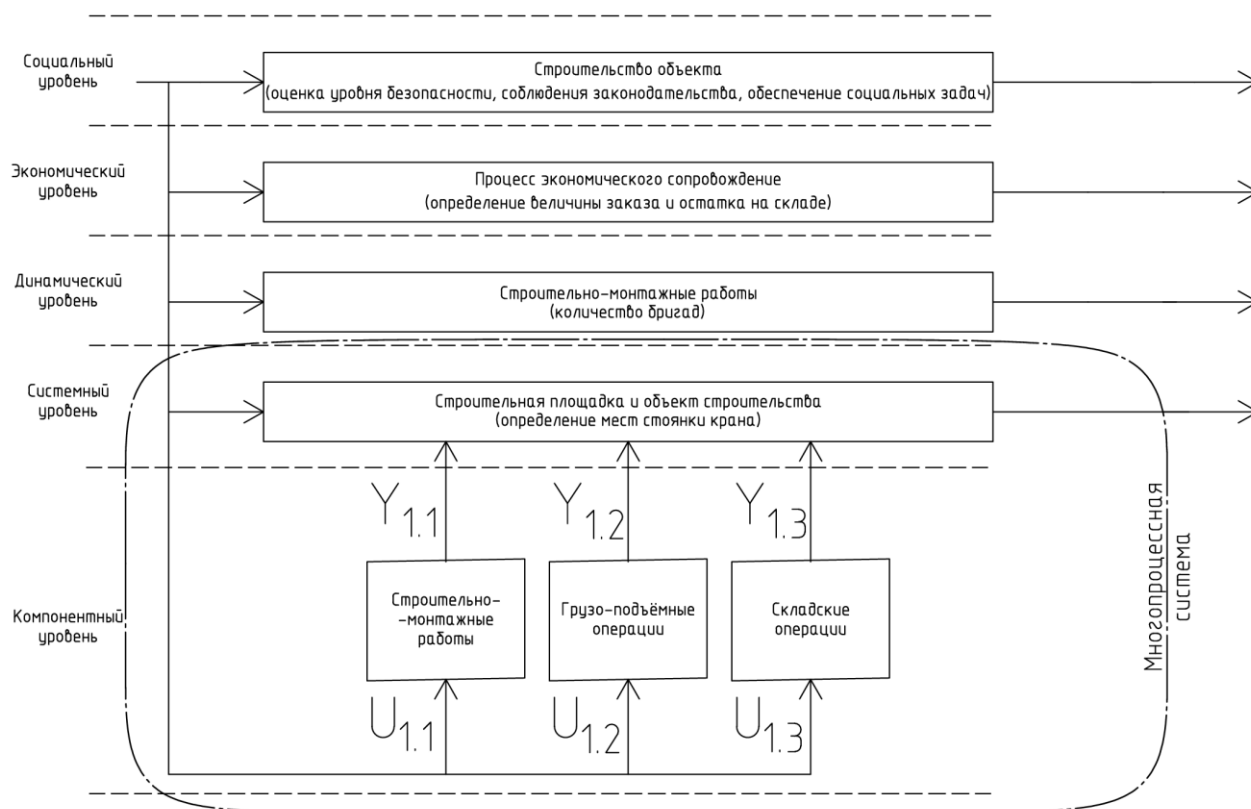 Социальный
уровень
Строительство объекта
(оценка уровня безопасности, соблюдения законодательства, обеспечение социальных задач)
Экономический
уровень
Процесс экономического сопровождение
(определение величины заказа и остатка на складе)
Динамический
уровень
Строительно-монтажные работы
(количество бригад)
Системный
уровень
Строительная площадка и объект строительства
(определение мест стоянки крана)
Y1.1
Y1.2
Y1.3
Многопроцессная
система
Компонентный
уровень
Строительно-
-монтажные
работы
Грузо-подъёмные
операции
Складские
операции
U1.1
U1.2
U1.3